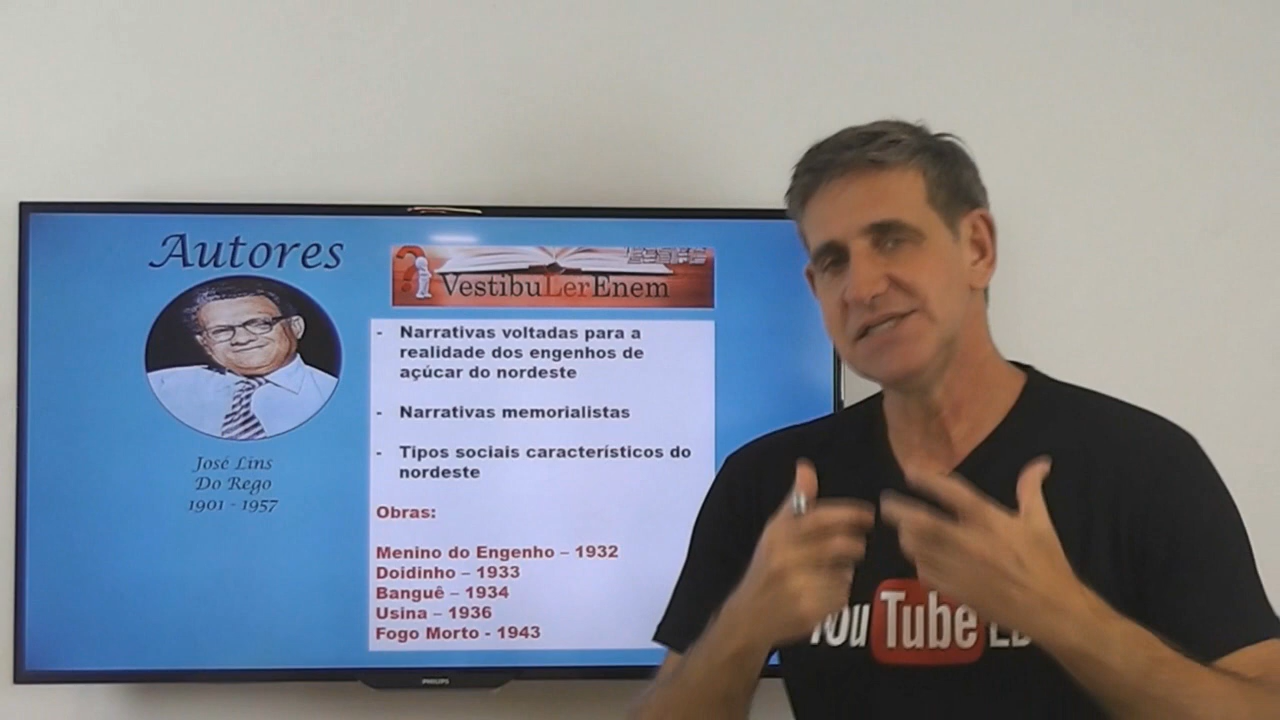 Autores
VestibuLerEnem
- Narrativas voltadas para a
realidade dos engenhos de
açúcar do nordeste
- Narrativas memorialistas
- Tipos sociais característicos do
nordeste
José Lins
Do Rego
1901 - 1957
Obras:
Menino do Engenho – 1932
Doidinho – 1933
Banguê – 1934
Usina – 1936
Fogo Morto - 1943
PHILIPS
You Tube